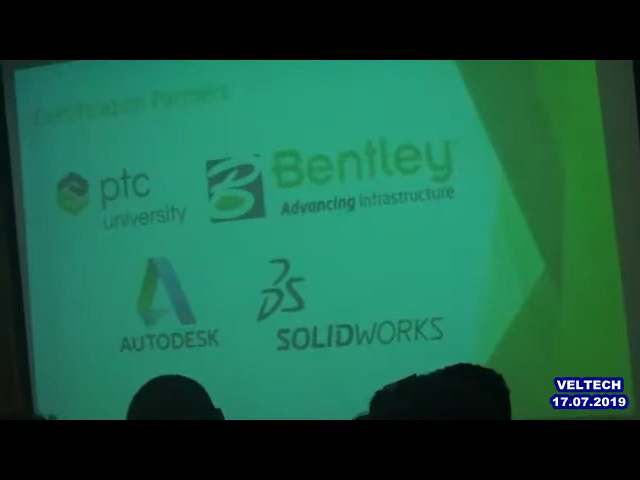 Certification Partners
ptc
university
Bentley
Advancing Infrastructure
AUTODESK
SOLIDWORKS
VELTECH
17.07.2019